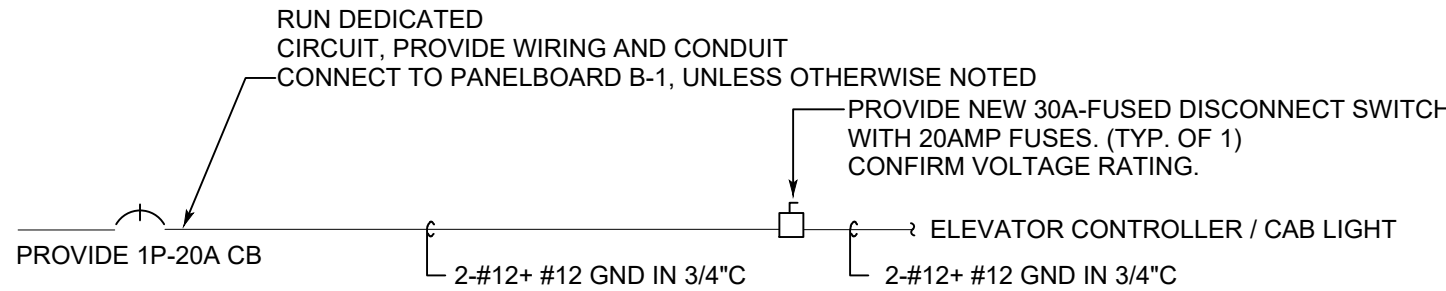 RUN DEDICATED
CIRCUIT, PROVIDE WIRING AND CONDUIT
CONNECT TO PANELBOARD B-1, UNLESS OTHERWISE NOTED
PROVIDE NEW 30A-FUSED DISCONNECT SWITCH
WITH 20AMP FUSES. (TYP. OF 1)
CONFIRM VOLTAGE RATING.
PROVIDE 1P-20A CB
ELEVATOR CONTROLLER / CAB LIGHT
2-#12+ #12 GND IN 3/4"C
2-#12+ #12 GND IN 3/4"C